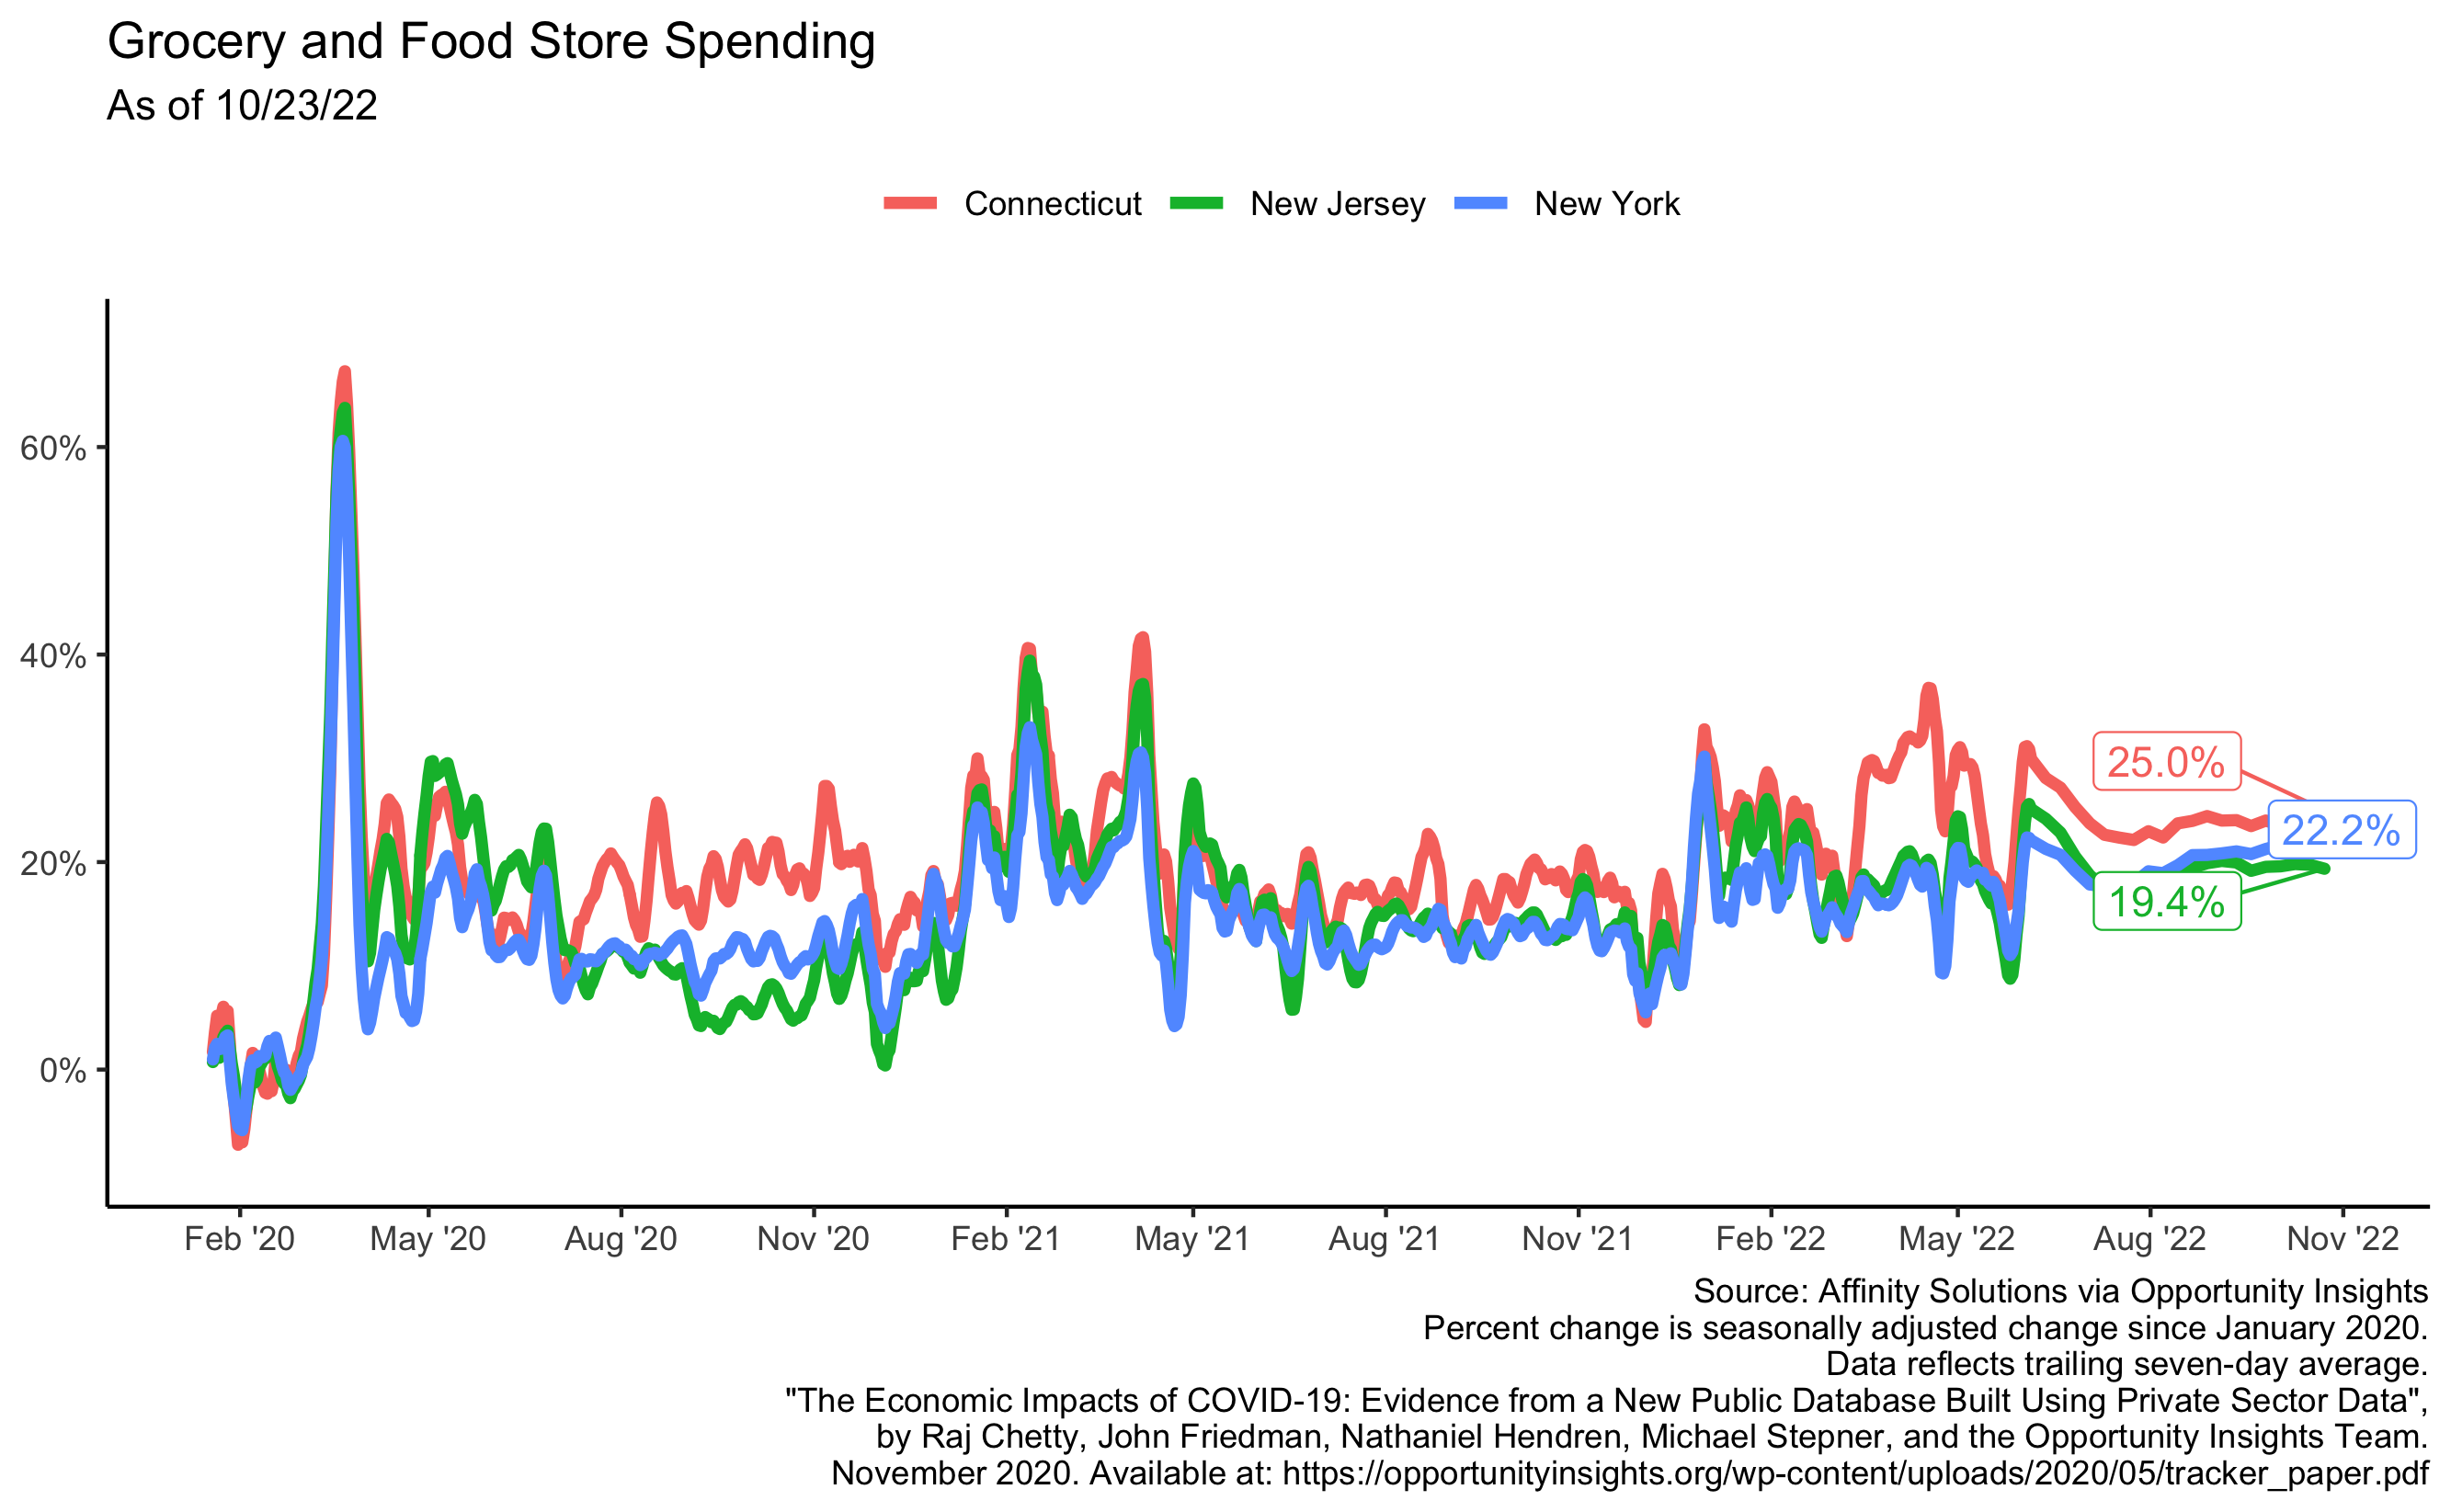 Grocery and Food Store Spending
As of 10/23/22
Connecticut New Jersey New York
60%
40%
20%
0%
25.0%
22.2%
19.4%
Feb '20 May '20 Aug '20 Nov '20 Feb '21 May '21 Aug '21 Nov '21 Feb '22 May '22 Aug '22 Nov '22
Source: Affinity Solutions via Opportunity Insights
Percent change is seasonally adjusted change since January 2020.
Data reflects trailing seven-day average.
"The Economic Impacts of COVID-19: Evidence from a New Public Database Built Using Private Sector Data",
by Raj Chetty, John Friedman, Nathaniel Hendren, Michael Stepner, and the Opportunity Insights Team.
November 2020. Available at: https://opportunityinsights.org/wp-content/uploads/2020/05/tracker_paper.pdf